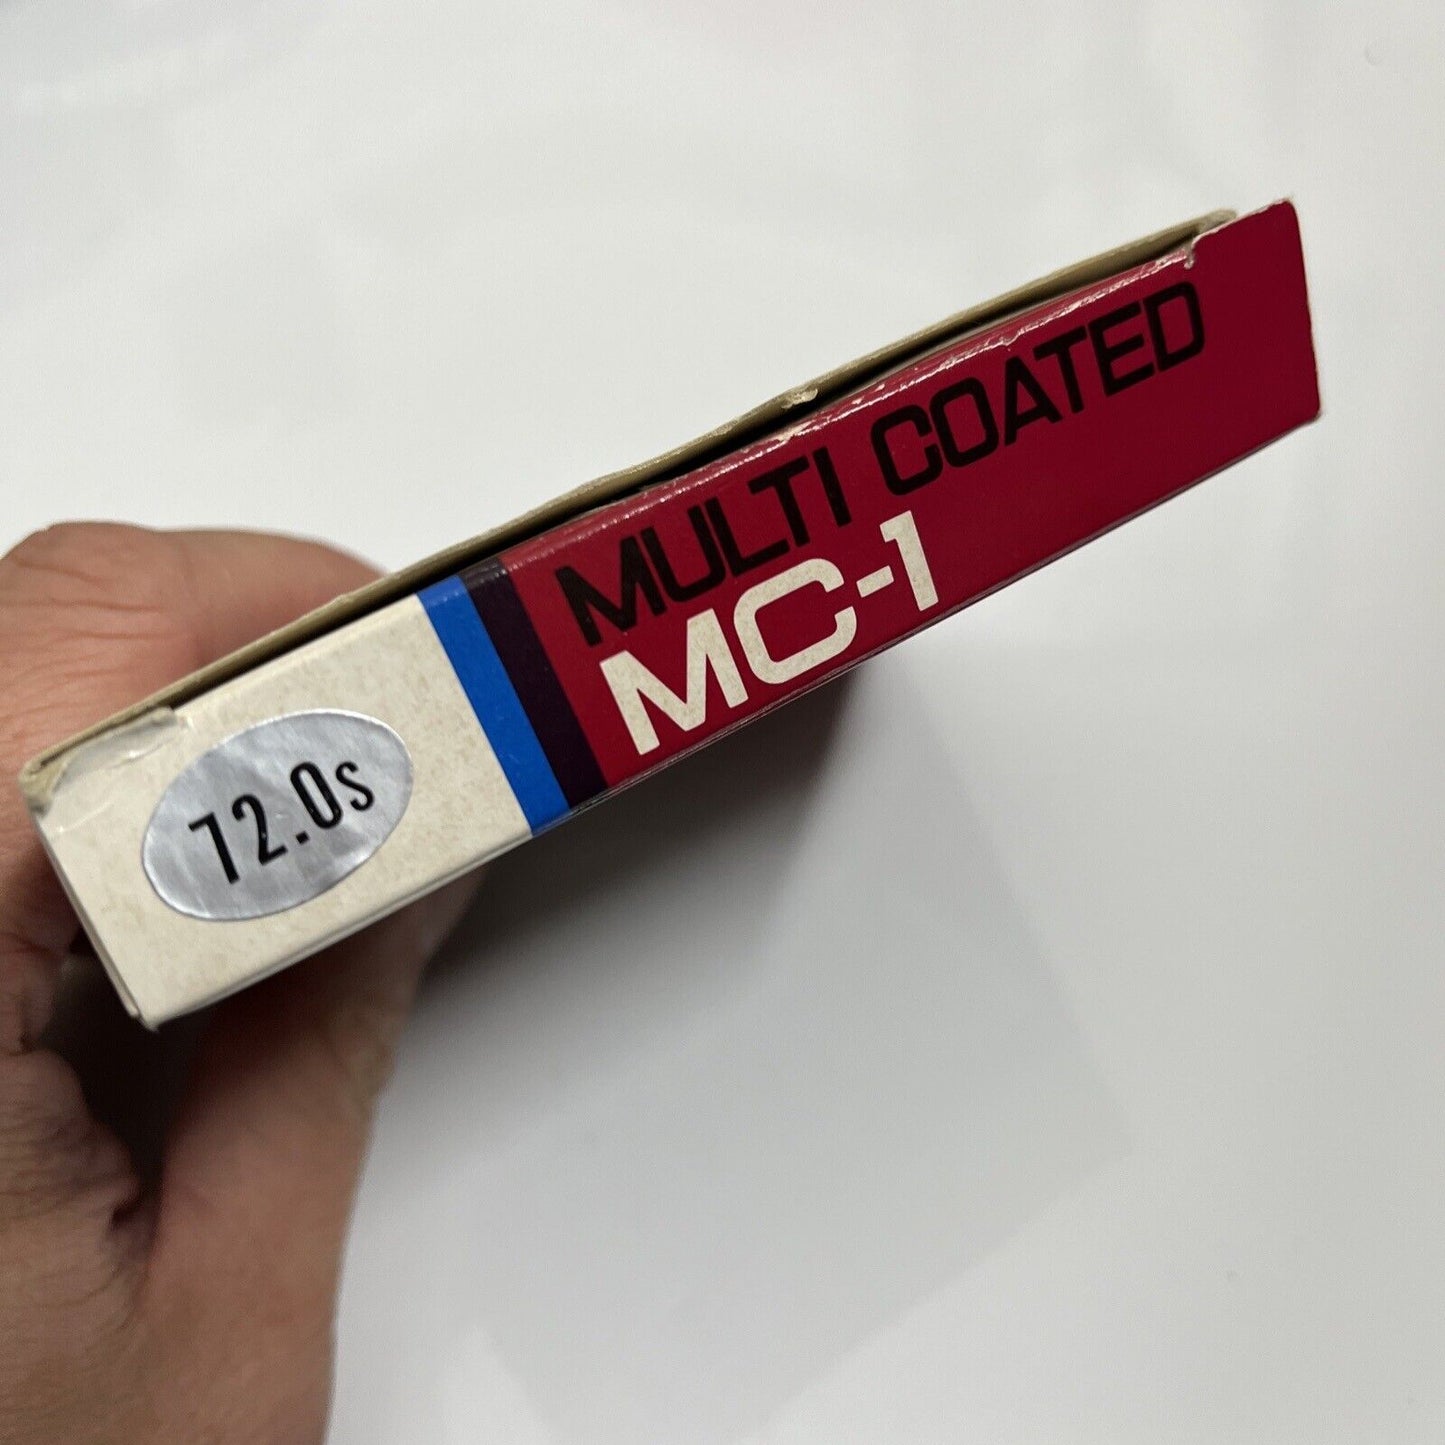 MULTI COATED
MC-1
72.0s